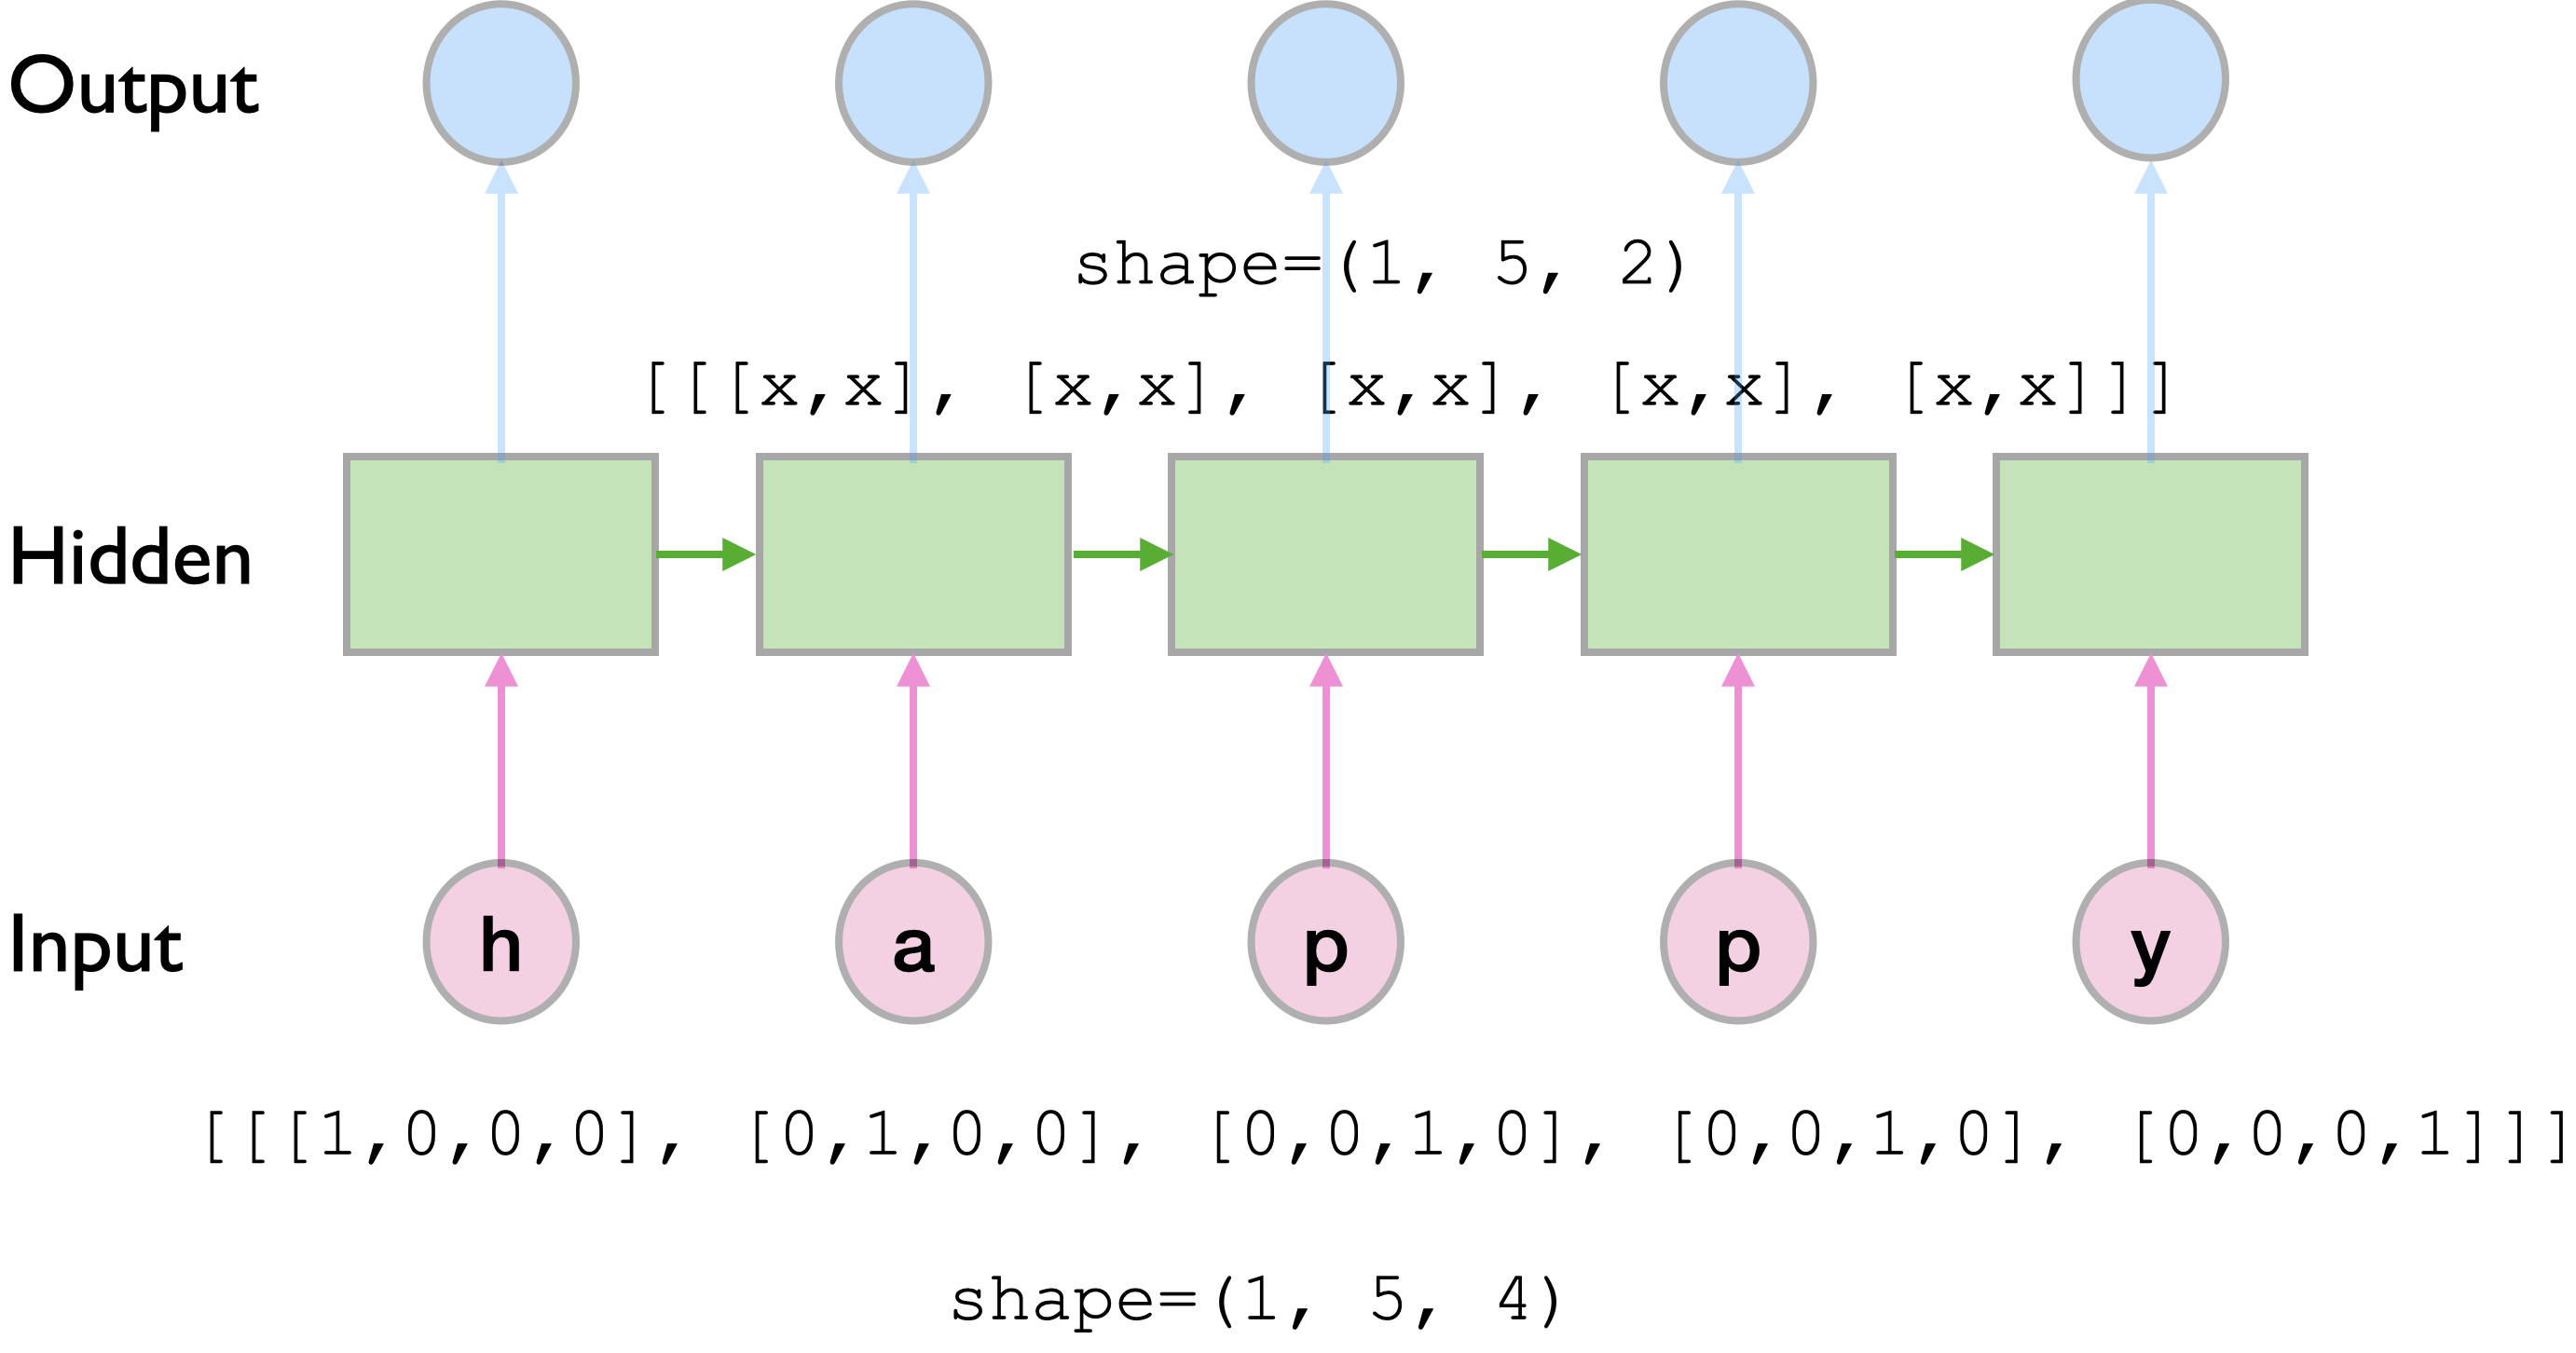 Output
shape=(1, 5, 2)
[[[x,x], [x,x], [x,x], [x,x], [x,x]]]
Hidden
Input
h a p p y
[[[1,0,0,0], [0,1,0,0], [0,0,1,0], [0,0,1,0], [0,0,0,1]]]
shape=(1, 5, 4)